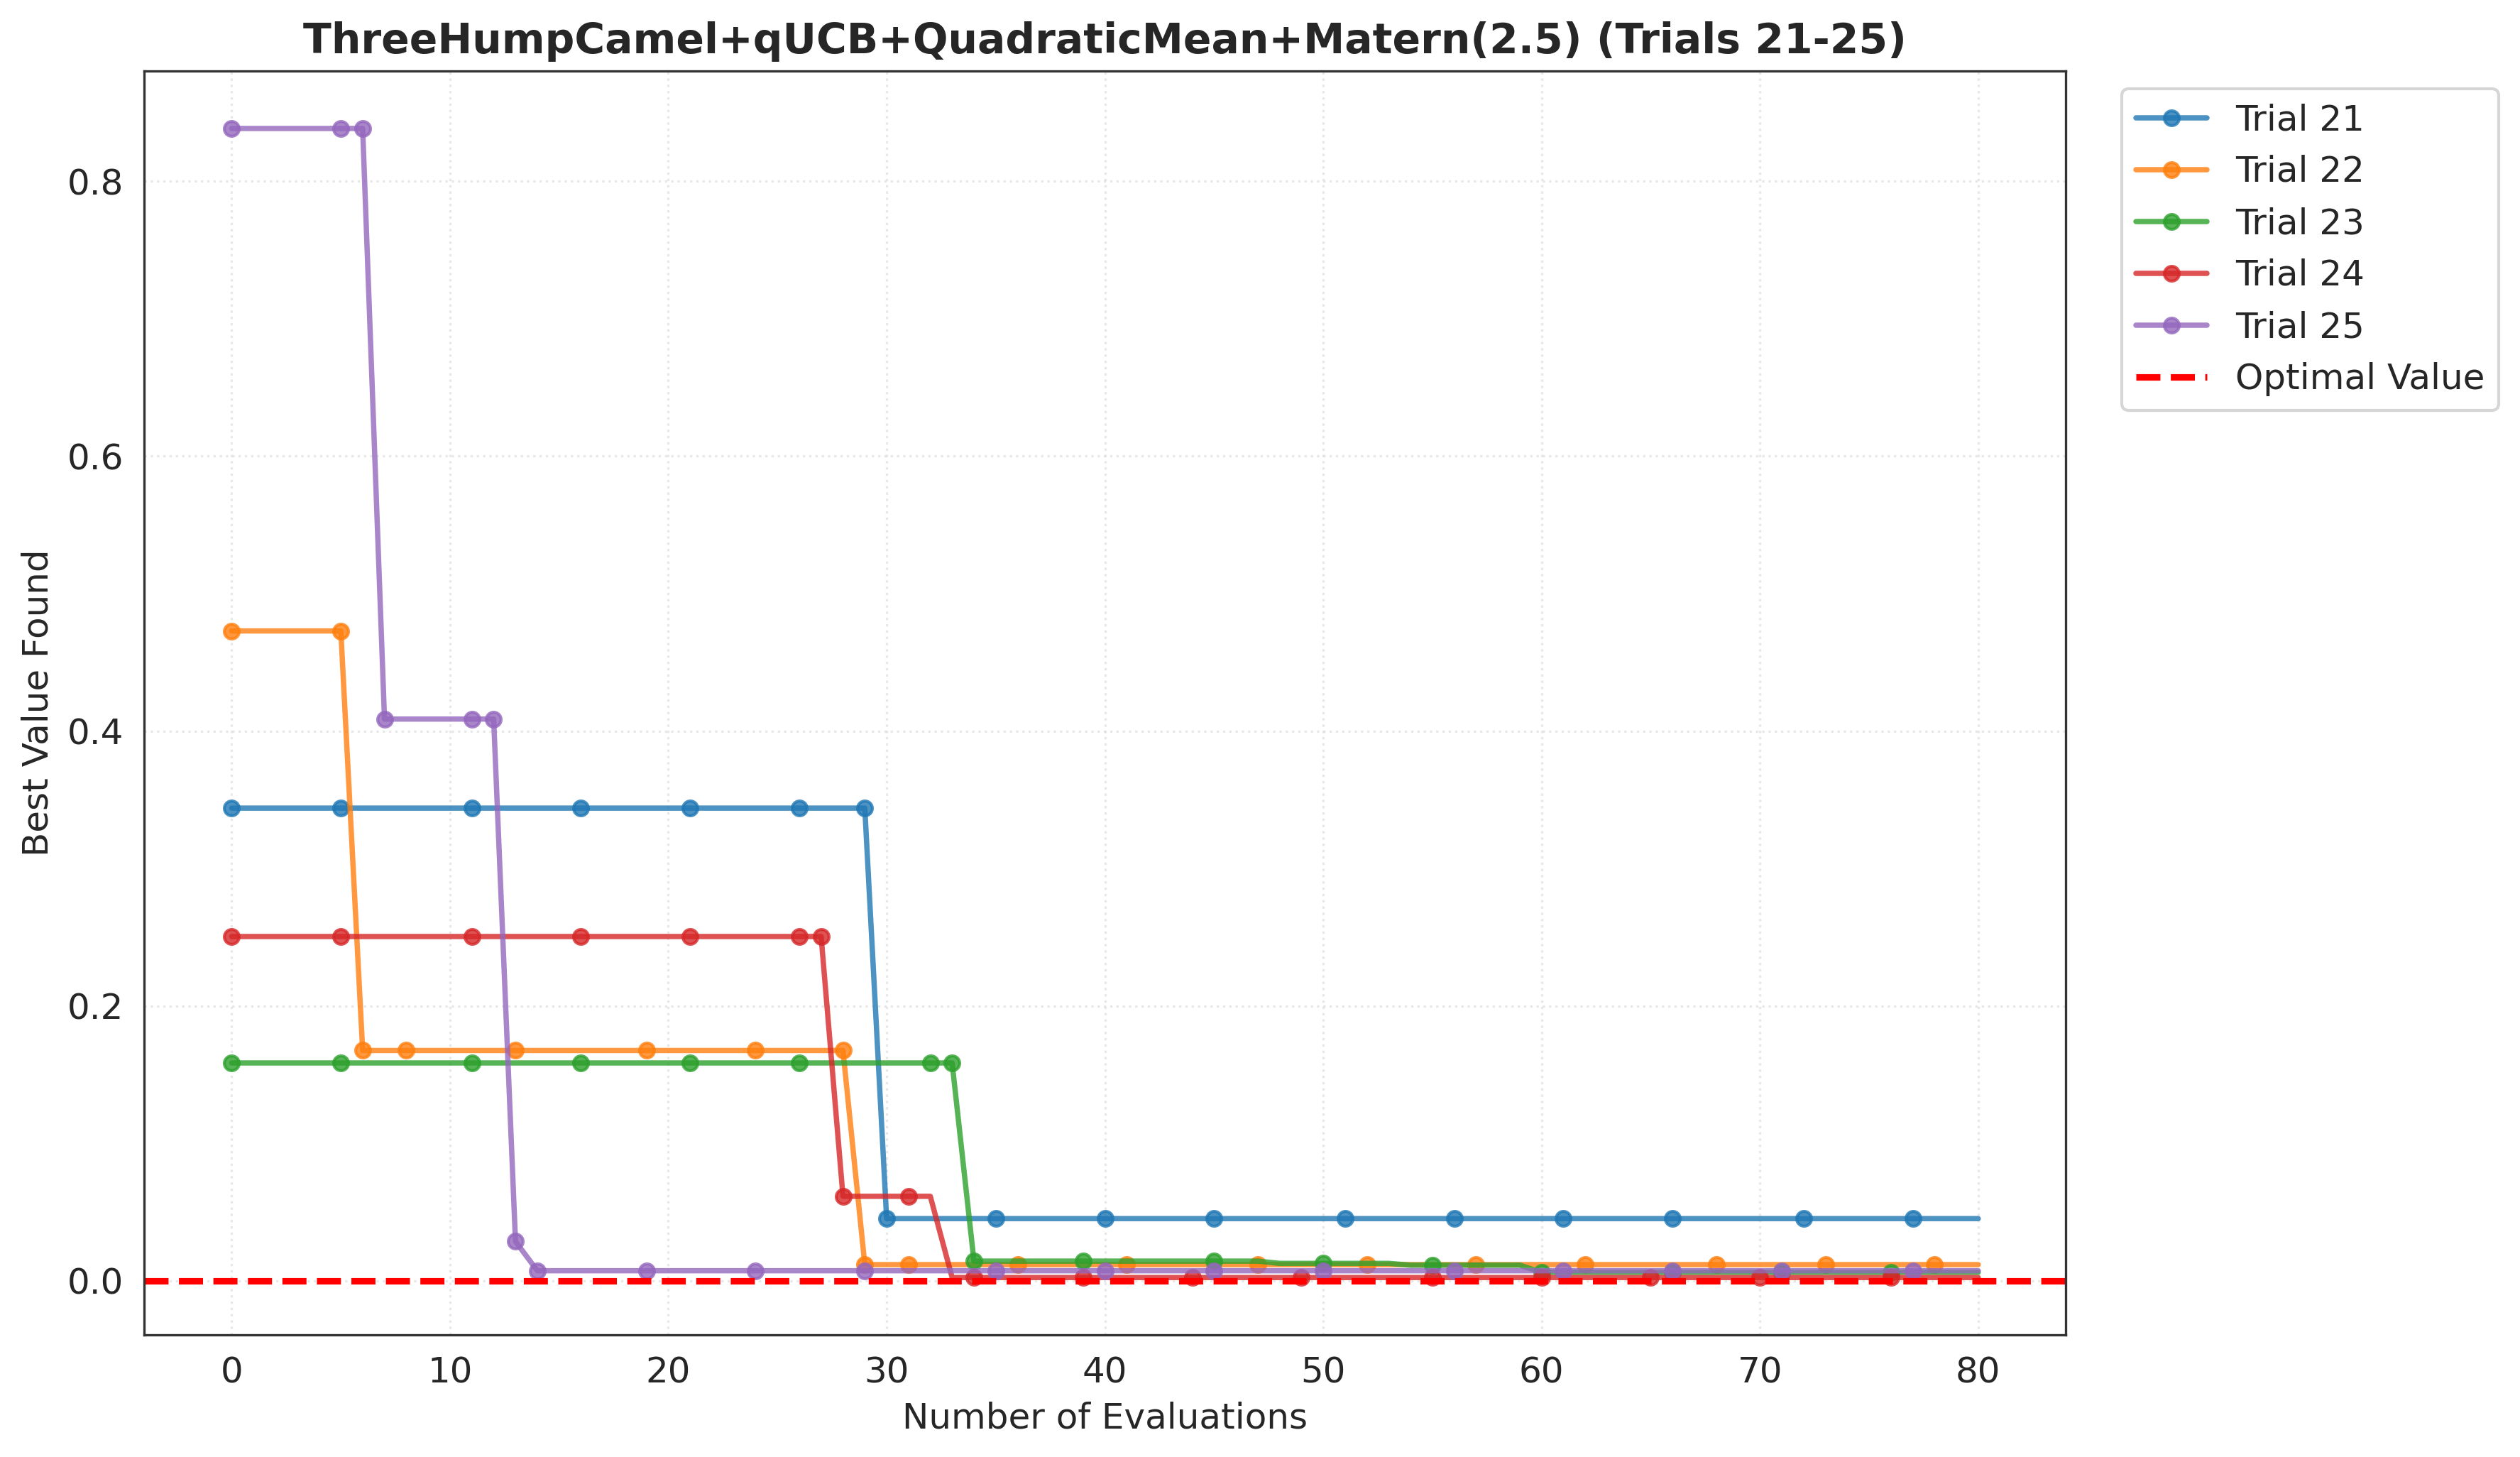 ThreeHumpCamel+qUCB+QuadraticMean+Matern(2.5) (Trials 21-25)
Trial 21
Trial 22
Trial 23
Trial 24
Trial 25
Optimal Value
Best Value Found
0.8
0.6
0.4
0.2
0.0
0 10 20 30 40 50 60 70 80
Number of Evaluations